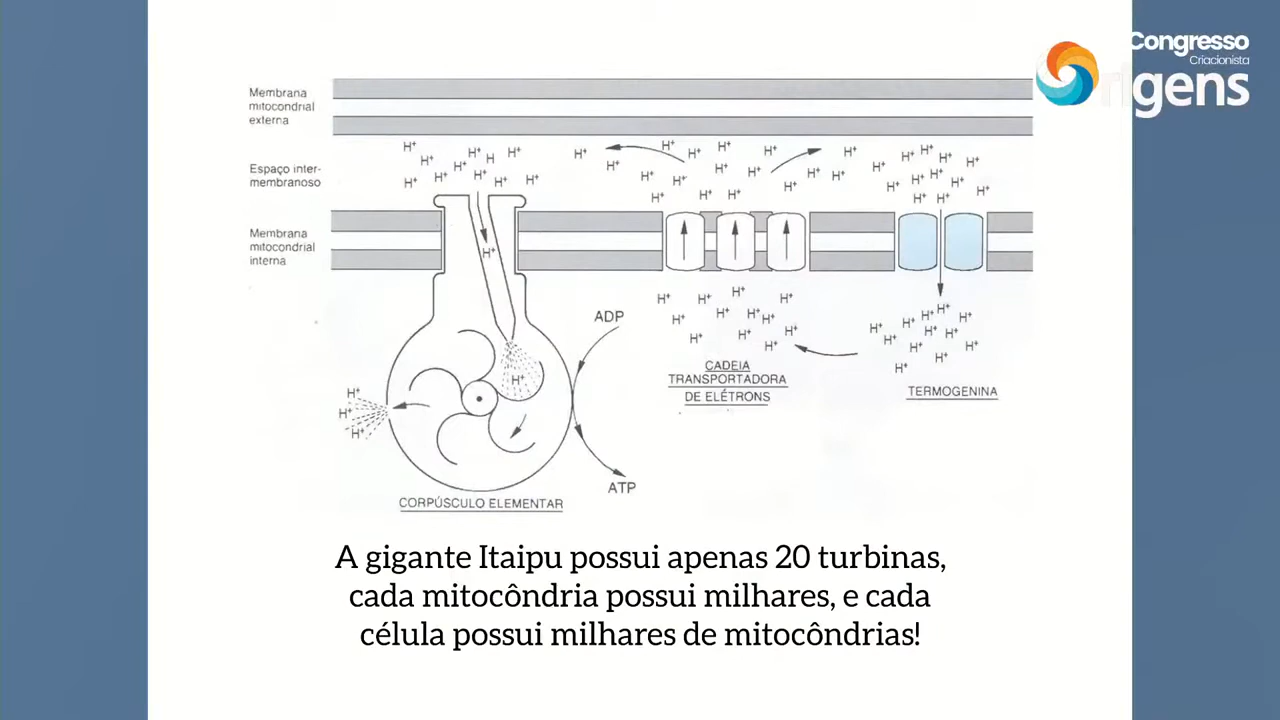 Congresso
Criacionista
Origens
Membrana
mitocondrial
externa
Espaço inter-
membranoso
Membrana
mitocondrial
interna
H⁺ H⁺ H⁺ H⁺ H H⁺ H⁺ H⁺ H⁺ H⁺ H⁺
H⁺ H⁺ H⁺ H⁺ H⁺ H⁺ H⁺ H⁺ H⁺ H⁺ H⁺ H⁺ H⁺ H⁺ H⁺
H⁺ H⁺ H⁺ H⁺ H⁺ H⁺ H⁺ H⁺ H⁺ H⁺ H⁺
H⁺
H⁺ H⁺ H⁺ H⁺ H⁺ H⁺ H⁺ H⁺ H⁺ H⁺ H⁺
H⁺ H⁺ H⁺ H⁺ H⁺ H⁺ H⁺ H⁺ H⁺ H⁺
ADP
CADEIA
TRANSPORTADORA
DE ELÉTRONS
TERMOGENINA
H⁺
H⁺
H⁺
H⁺
ATP
CORPÚSCULO ELEMENTAR
A gigante Itaipu possui apenas 20 turbinas,
cada mitocôndria possui milhares, e cada
célula possui milhares de mitocôndrias!